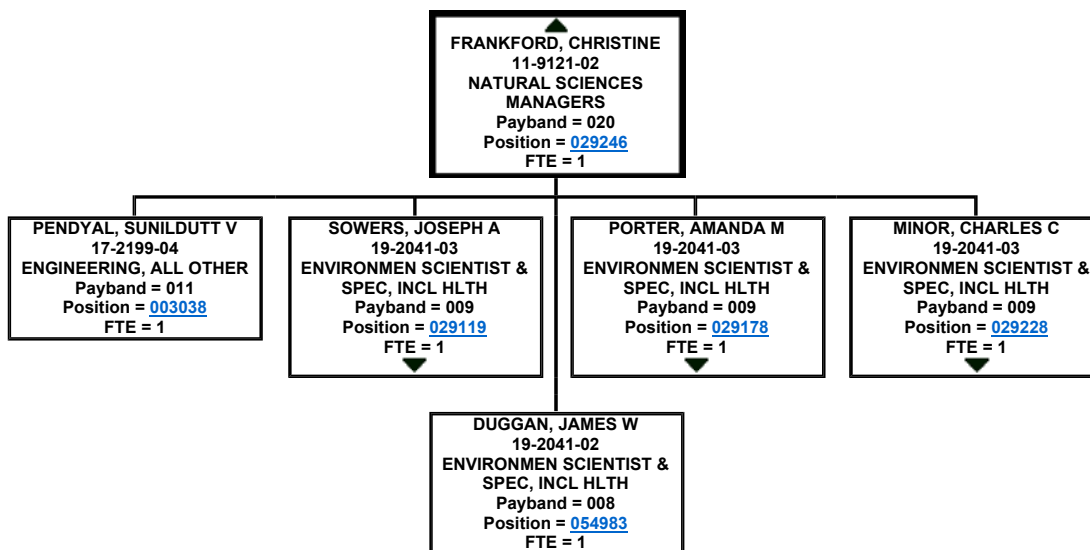 FRANKFORD, CHRISTINE
11-9121-02
NATURAL SCIENCES
MANAGERS
Payband = 020
Position = 029246
FTE = 1
PENDYAL, SUNILDUTT V
17-2199-04
ENGINEERING, ALL OTHER
Payband = 011
Position = 003038
FTE = 1
SOWERS, JOSEPH A
19-2041-03
ENVIRONMEN SCIENTIST &
SPEC, INCL HLTH
Payband = 009
Position = 029119
FTE = 1
PORTER, AMANDA M
19-2041-03
ENVIRONMEN SCIENTIST &
SPEC, INCL HLTH
Payband = 009
Position = 029178
FTE = 1
MINOR, CHARLES C
19-2041-03
ENVIRONMEN SCIENTIST &
SPEC, INCL HLTH
Payband = 009
Position = 029228
FTE = 1
DUGGAN, JAMES W
19-2041-02
ENVIRONMEN SCIENTIST &
SPEC, INCL HLTH
Payband = 008
Position = 054983
FTE = 1